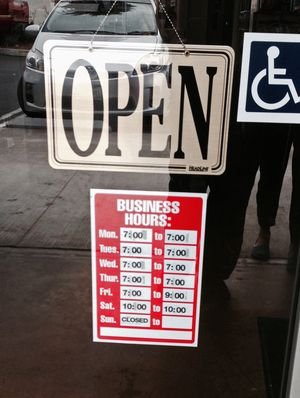 OPEN
HEADLINE
BUSINESS
HOURS:
Mon. 7:00 to 7:00
Tues. 7:00 to 7:00
Wed. 7:00 to 7:00
Thur. 7:00 to 7:00
Fri. 7:00 to 9:00
Sat. 10:00 to 10:00
Sun. CLOSED to